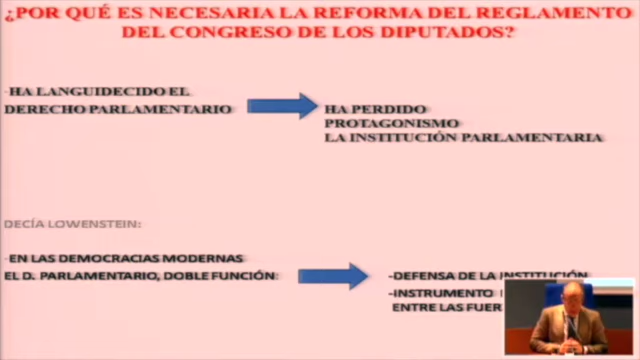 ¿POR QUÉ ES NECESARIA LA REFORMA DEL REGLAMENTO
DEL CONGRESO DE LOS DIPUTADOS?
-HA LANGUIDECIDO EL
DERECHO PARLAMENTARIO
HA PERDIDO
PROTAGONISMO
LA INSTITUCIÓN PARLAMENTARIA
DECÍA LOWENSTEIN:
-EN LAS DEMOCRACIAS MODERNAS
EL D. PARLAMENTARIO, DOBLE FUNCIÓN:
-DEFENSA DE LA INSTITUCIÓN
-INSTRUMENTO
ENTRE LAS FUER